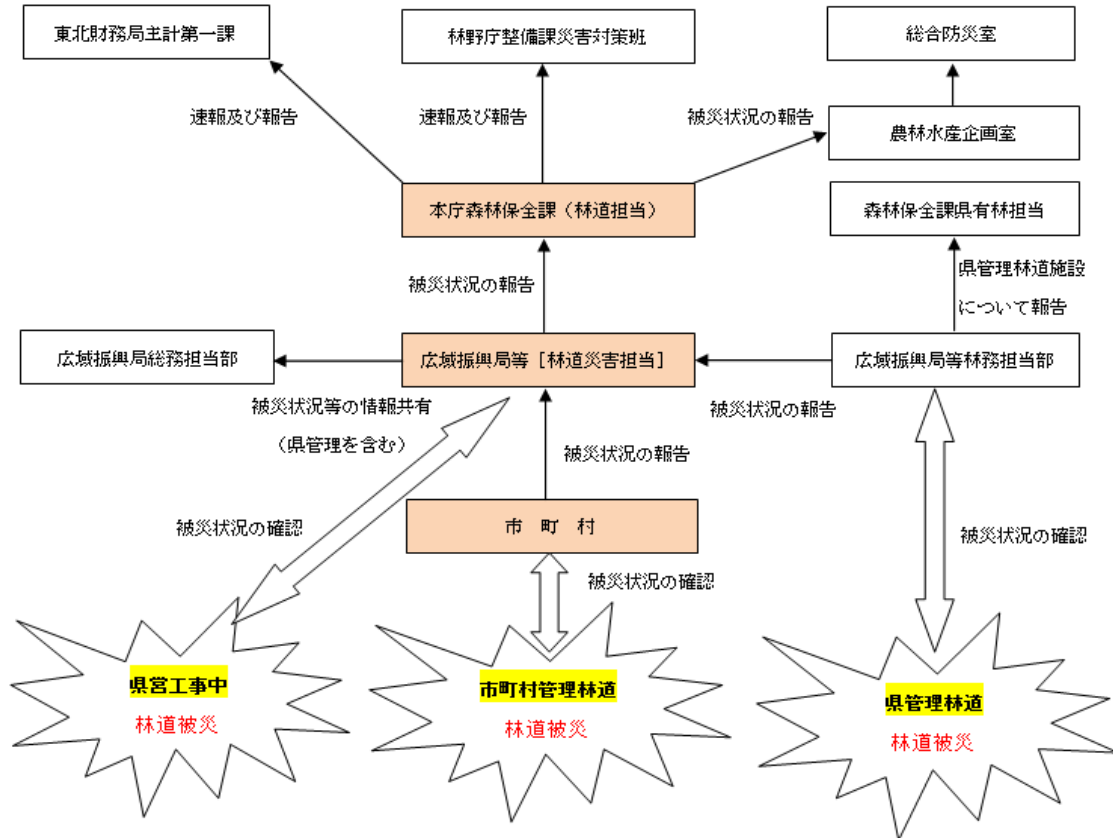 東北財務局主計第一課
林野庁整備課災害対策班
総合防災室
速報及び報告
速報及び報告
被災状況の報告
農林水産企画室
本庁森林保全課（林道担当）
森林保全課県有林担当
被災状況の報告
県管理林道施設
について報告
広域振興局総務担当部
広域振興局等［林道災害担当］
広域振興局等林務担当部
被災状況等の情報共有
（県管理を含む）
被災状況の報告
被災状況の報告
市　町　村
被災状況の確認
被災状況の確認
被災状況の確認
県営工事中
林道被災
市町村管理林道
林道被災
県管理林道
林道被災